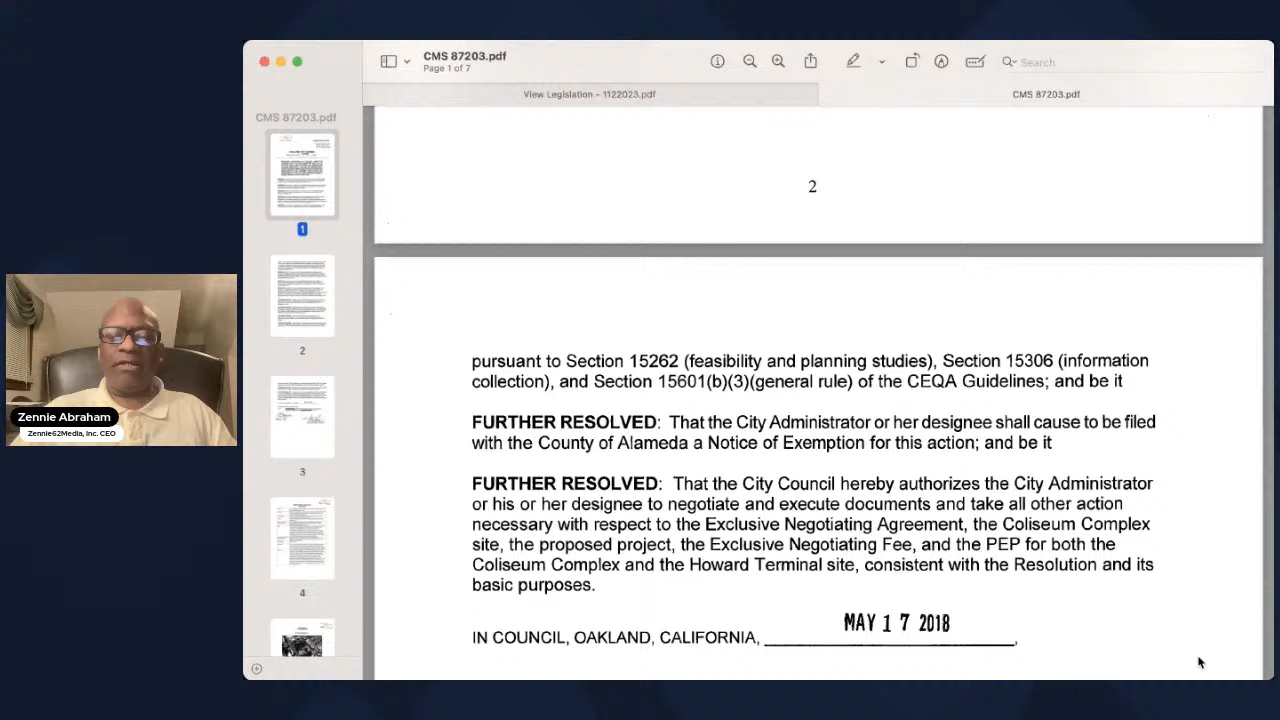 CMS 87203.pdf
Page 1 of 7
Search
View Legislation - 1122023.pdf
CMS 87203.pdf
CMS 87203.pdf
1
2
3
4
Zennie Abraham
Zennie62Media, Inc. CEO
2
pursuant to Section 15262 (feasibility and planning studies), Section 15306 (information
collection), and Section 15601(b)(3)(general rule) of the CEQA Guidelines; and be it
FURTHER RESOLVED: That the City Administrator or her designee shall cause to be filed
with the County of Alameda a Notice of Exemption for this action; and be it
FURTHER RESOLVED: That the City Council hereby authorizes the City Administrator
or his or her designee to negotiate and execute documents and take all other action
necessary with respect to the Exclusive Negotiating Agreement, the Coliseum Complex
site, the proposed project, the Exclusive Negotiating Fee, and the PEP for both the
Coliseum Complex and the Howard Terminal site, consistent with the Resolution and its
basic purposes.
MAY 17 2018
IN COUNCIL, OAKLAND, CALIFORNIA,